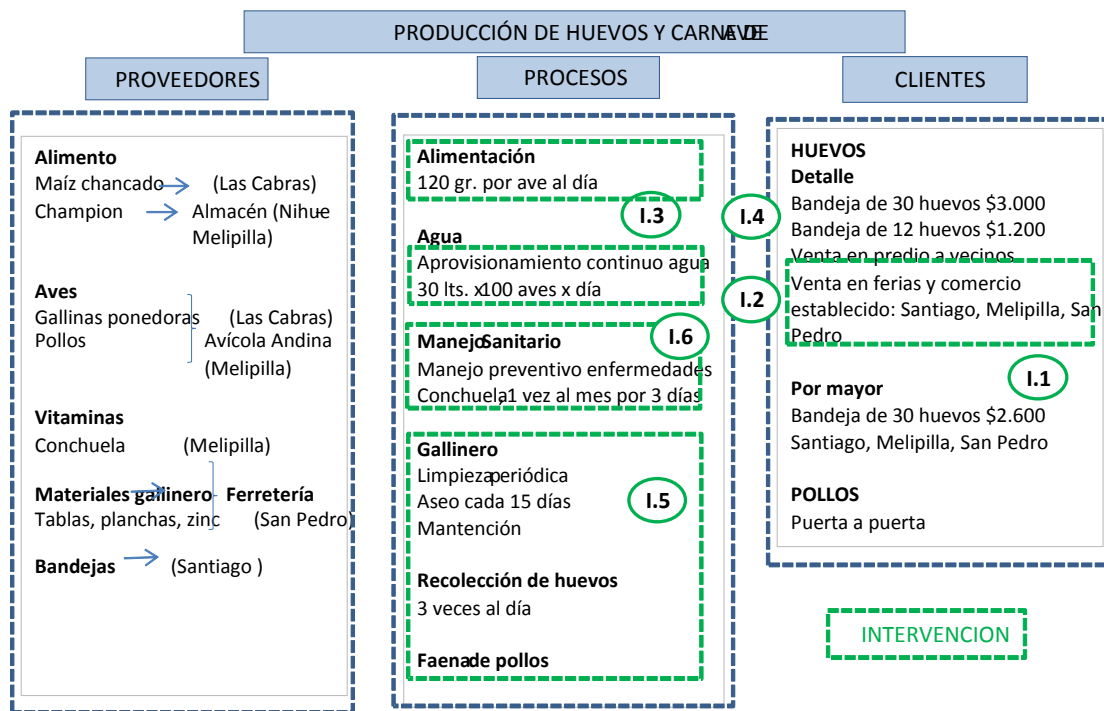 PRODUCCIÓN DE HUEVOS Y CARNE DE AVE
PROVEEDORES
Alimento
Maíz chancado (Las Cabras)
Champion Almacén (Nihue-
Melipilla)
Aves
Gallinas ponedoras (Las Cabras)
Pollos Avícola Andina
(Melipilla)
Vitaminas
Conchuela (Melipilla)
Materiales gallinero Ferretería
Tablas, planchas, zinc (San Pedro)
Bandejas (Santiago )
PROCESOS
Alimentación
120 gr. por ave al día
I.3
Agua
Aprovisionamiento continuo agua
30 lts. x100 aves x día
I.6
Manejo Sanitario
Manejo preventivo enfermedades
Conchuela, 1 vez al mes por 3 días
Gallinero
Limpieza periódica
Aseo cada 15 días
I.5
Mantención
Recolección de huevos
3 veces al día
Faena de pollos
CLIENTES
HUEVOS
Detalle
Bandeja de 30 huevos $3.000
I.4
Bandeja de 12 huevos $1.200
Venta en predio a vecinos
Venta en ferias y comercio
I.2
establecido: Santiago, Melipilla, San
Pedro
I.1
Por mayor
Bandeja de 30 huevos $2.600
Santiago, Melipilla, San Pedro
POLLOS
Puerta a puerta
INTERVENCION